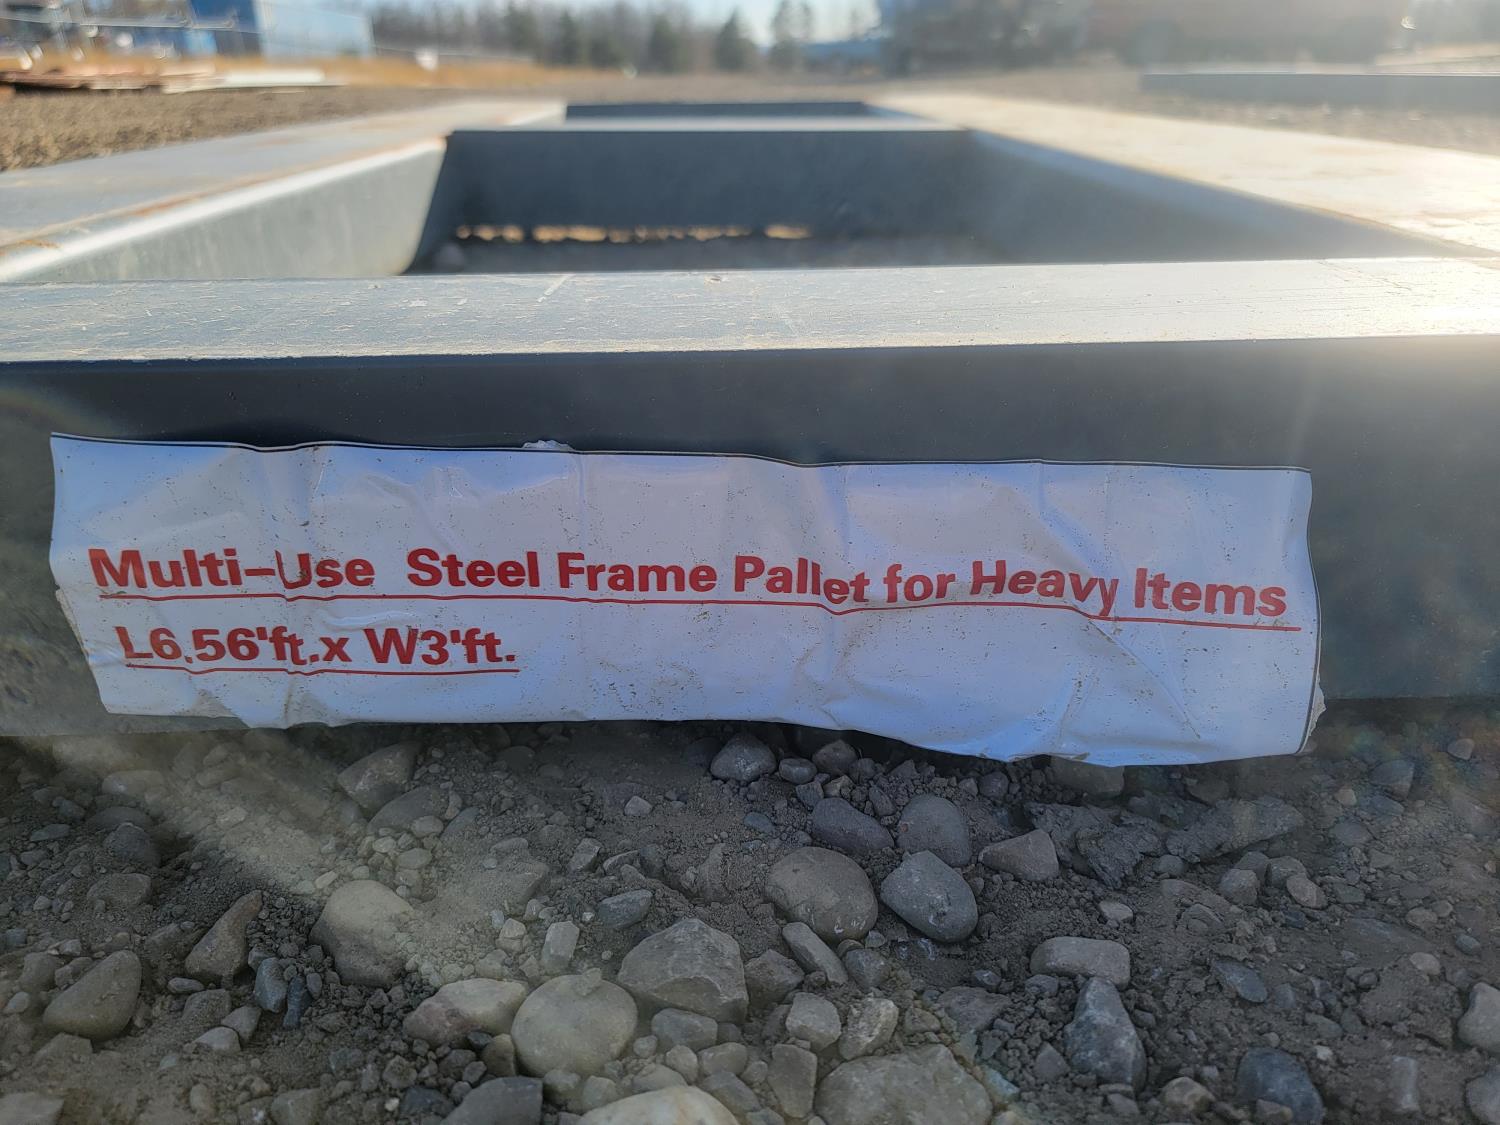 Multi-Use Steel Frame Pallet for Heavy Items
L6.56'ft.x W3'ft.